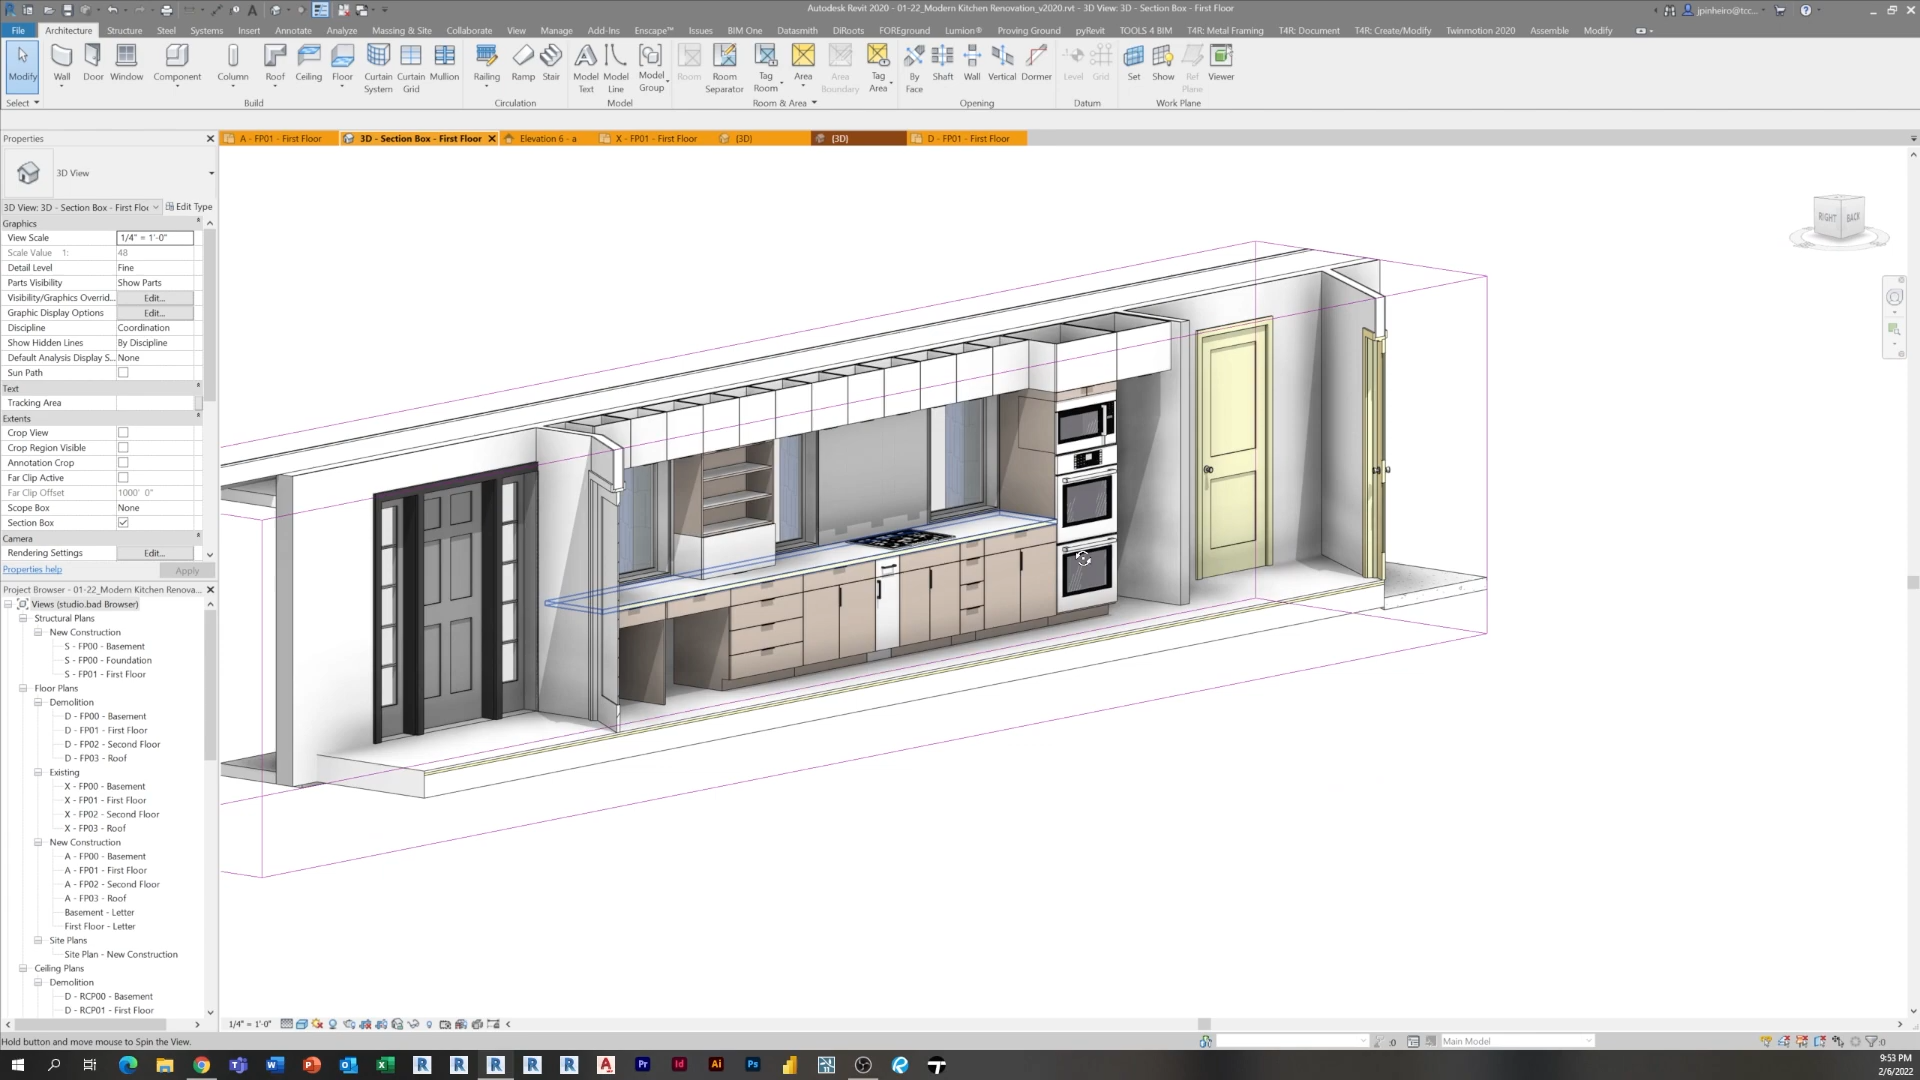 Autodesk Revit 2020 - 01-22_Modern Kitchen Renovation_v2020.rvt - 3D View: 3D - Section Box - First Floor
jpinheiro@tcc...
File Architecture Structure Steel Systems Insert Annotate Analyze Massing & Site Collaborate View Manage Add-Ins Enscape™ Issues BIM One Datasmith DiRoots FOREground Lumion® Proving Ground pyRevit TOOLS 4 BIM T4R: Metal Framing T4R: Document T4R: Create/Modify Twinmotion 2020 Assemble Modify
Modify Wall Door Window Component Column Roof Ceiling Floor Curtain System Curtain Grid Mullion Railing Ramp Stair Model Text Model Line Model Group Room Room Separator Tag Room Area Area Boundary Tag Area By Face Shaft Wall Vertical Dormer Level Grid Set Show Ref Plane Viewer
Select Build Circulation Model Room & Area Opening Datum Work Plane
Properties
A - FP01 - First Floor 3D - Section Box - First Floor Elevation 6 - a X - FP01 - First Floor (3D) (3D) D - FP01 - First Floor
3D View
3D View: 3D - Section Box - First Floo Edit Type
Graphics
View Scale 1/4" = 1'-0"
Scale Value 1: 48
Detail Level Fine
Parts Visibility Show Parts
Visibility/Graphics Overrid... Edit...
Graphic Display Options Edit...
Discipline Coordination
Show Hidden Lines By Discipline
Default Analysis Display S... None
Sun Path
Text
Tracking Area
Extents
Crop View
Crop Region Visible
Annotation Crop
Far Clip Active
Far Clip Offset 1000' 0"
Scope Box None
Section Box
Camera
Rendering Settings Edit...
Properties help Apply
Project Browser - 01-22_Modern Kitchen Renova...
Views (studio.bad Browser)
Structural Plans
New Construction
S - FP00 - Basement
S - FP00 - Foundation
S - FP01 - First Floor
Floor Plans
Demolition
D - FP00 - Basement
D - FP01 - First Floor
D - FP02 - Second Floor
D - FP03 - Roof
Existing
X - FP00 - Basement
X - FP01 - First Floor
X - FP02 - Second Floor
X - FP03 - Roof
New Construction
A - FP00 - Basement
A - FP01 - First Floor
A - FP02 - Second Floor
A - FP03 - Roof
Basement - Letter
First Floor - Letter
Site Plans
Site Plan - New Construction
Ceiling Plans
Demolition
D - RCP00 - Basement
D - RCP01 - First Floor
RIGHT BACK
1/4" = 1'-0"
Hold button and move mouse to Spin the View.
:0 Main Model :0
9:53 PM
2/6/2022